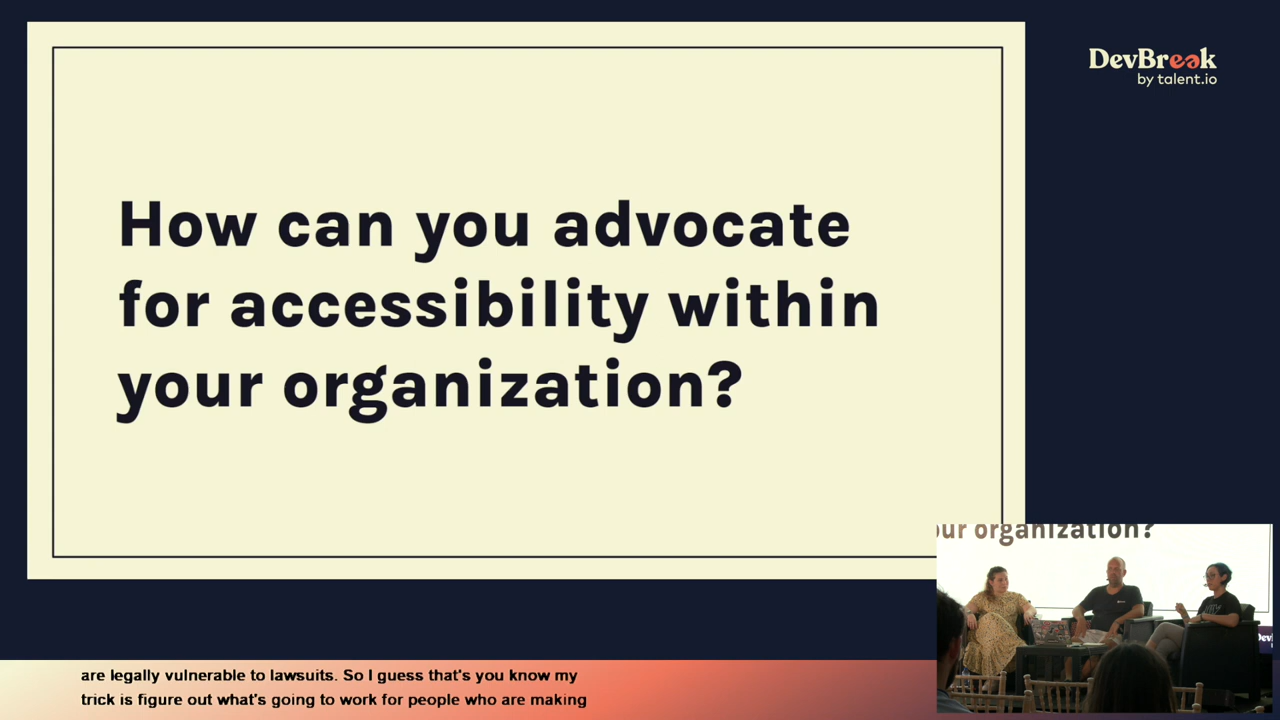 DevBreak
by talent.io
How can you advocate
for accessibility within
your organization?
our organization?
are legally vulnerable to lawsuits. So I guess that's you know my
trick is figure out what's going to work for people who are making